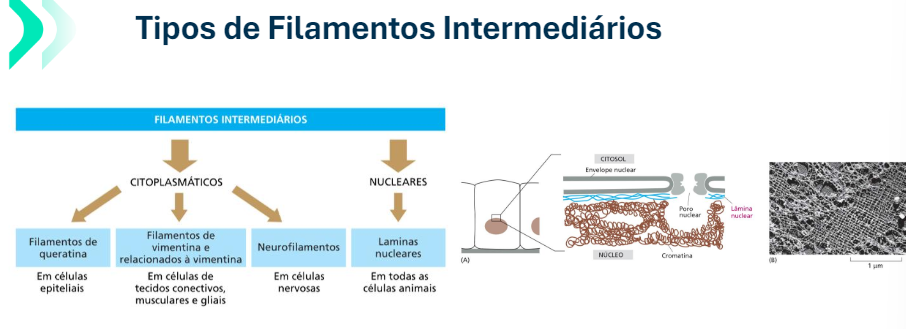 Tipos de Filamentos Intermediários
FILAMENTOS INTERMEDIÁRIOS
CITOPLASMÁTICOS
NUCLEARES
Filamentos de
queratina
Filamentos de
vimentina e
relacionados à vimentina
Neurofilamentos
Laminas
nucleares
Em células
epiteliais
Em células de
tecidos conectivos,
musculares e gliais
Em células
nervosas
Em todas as
células animais
CITOSOL
Envelope nuclear
Poro
nuclear
Lâmina
nuclear
NÚCLEO
Cromatina
(A)
(B)
1 μm